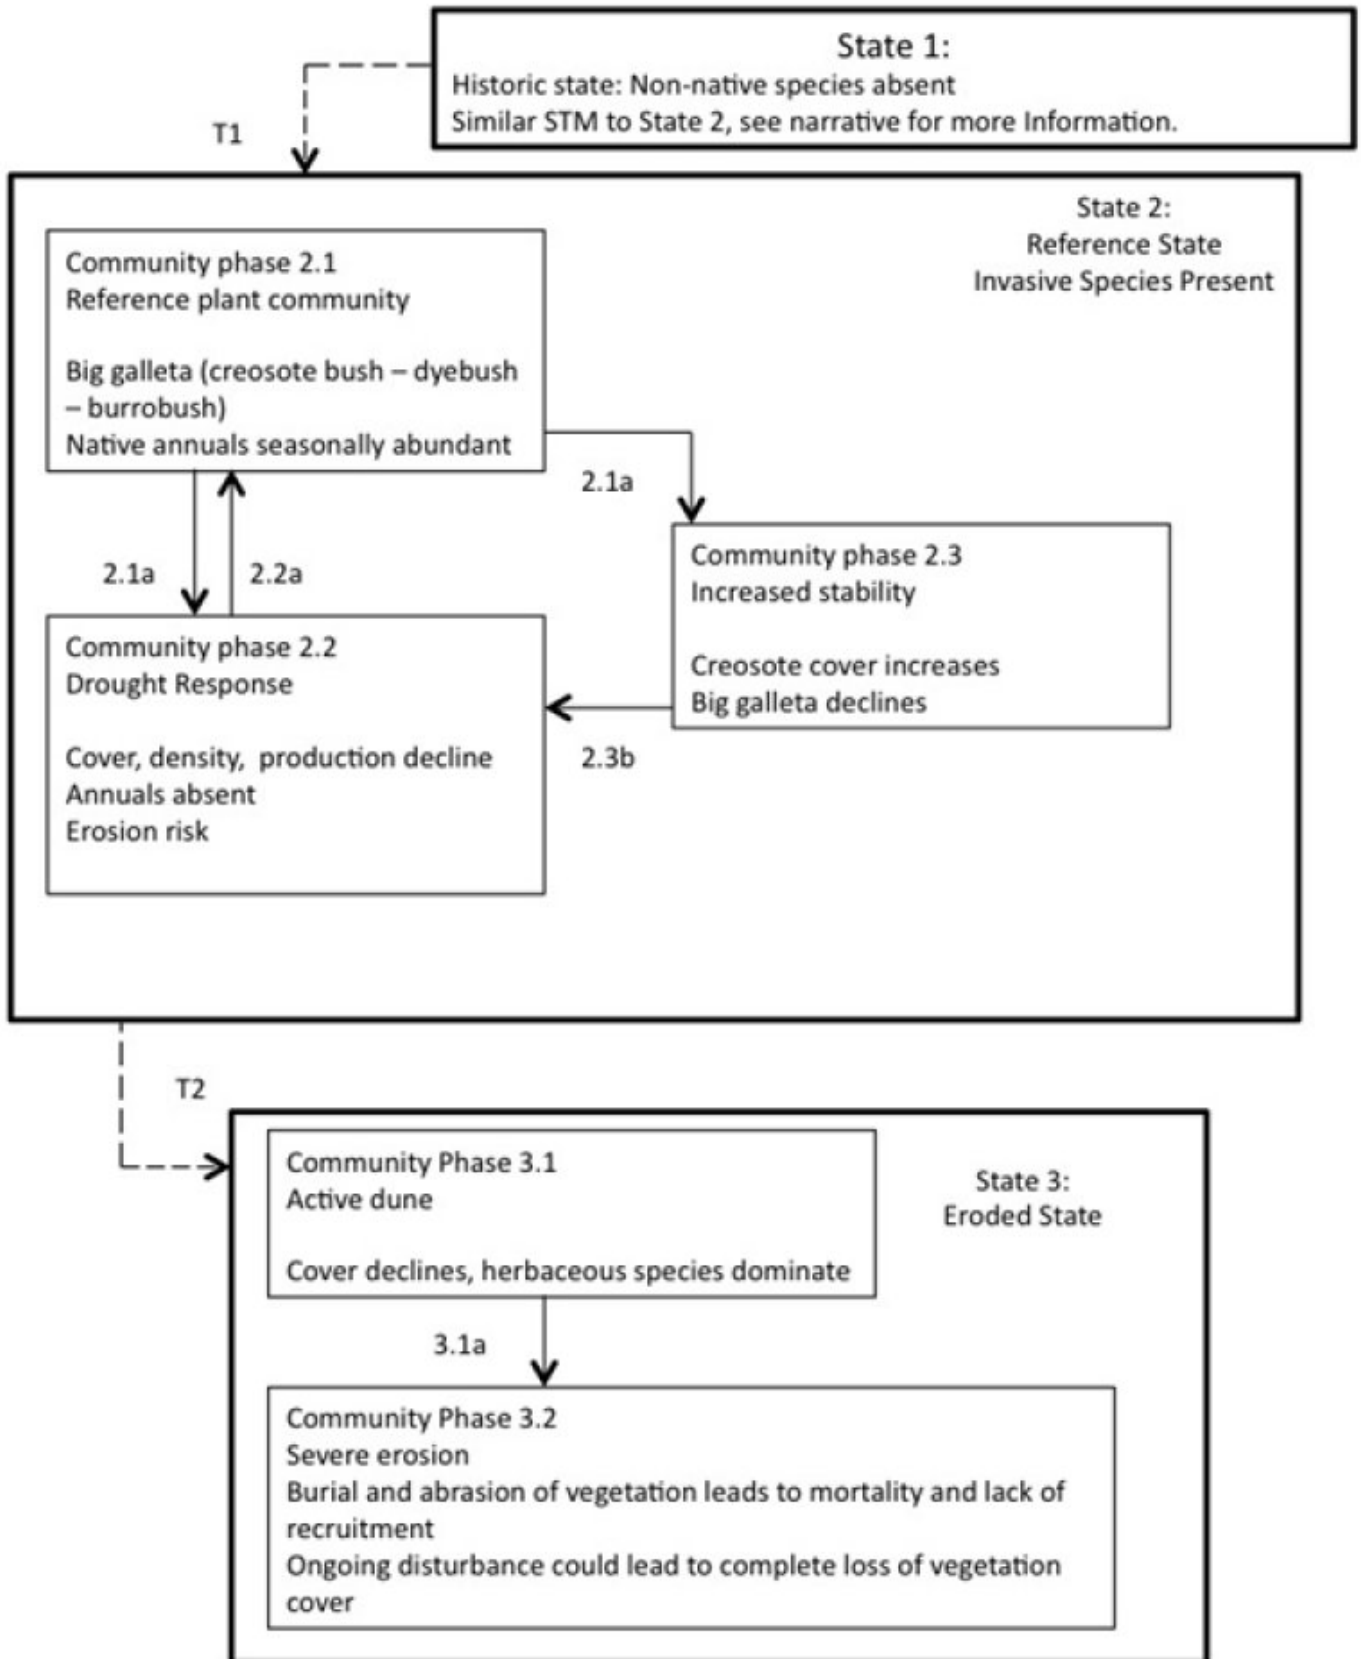 State 1:
Historic state: Non-native species absent
Similar STM to State 2, see narrative for more Information.
T1
State 2:
Reference State
Invasive Species Present
Community phase 2.1
Reference plant community
Big galleta (creosote bush – dyebush
– burrobush)
Native annuals seasonally abundant
2.1a
2.1a
2.2a
Community phase 2.3
Increased stability
Creosote cover increases
Big galleta declines
Community phase 2.2
Drought Response
Cover, density, production decline
Annuals absent
Erosion risk
2.3b
T2
Community Phase 3.1
Active dune
Cover declines, herbaceous species dominate
State 3:
Eroded State
3.1a
Community Phase 3.2
Severe erosion
Burial and abrasion of vegetation leads to mortality and lack of
recruitment
Ongoing disturbance could lead to complete loss of vegetation
cover